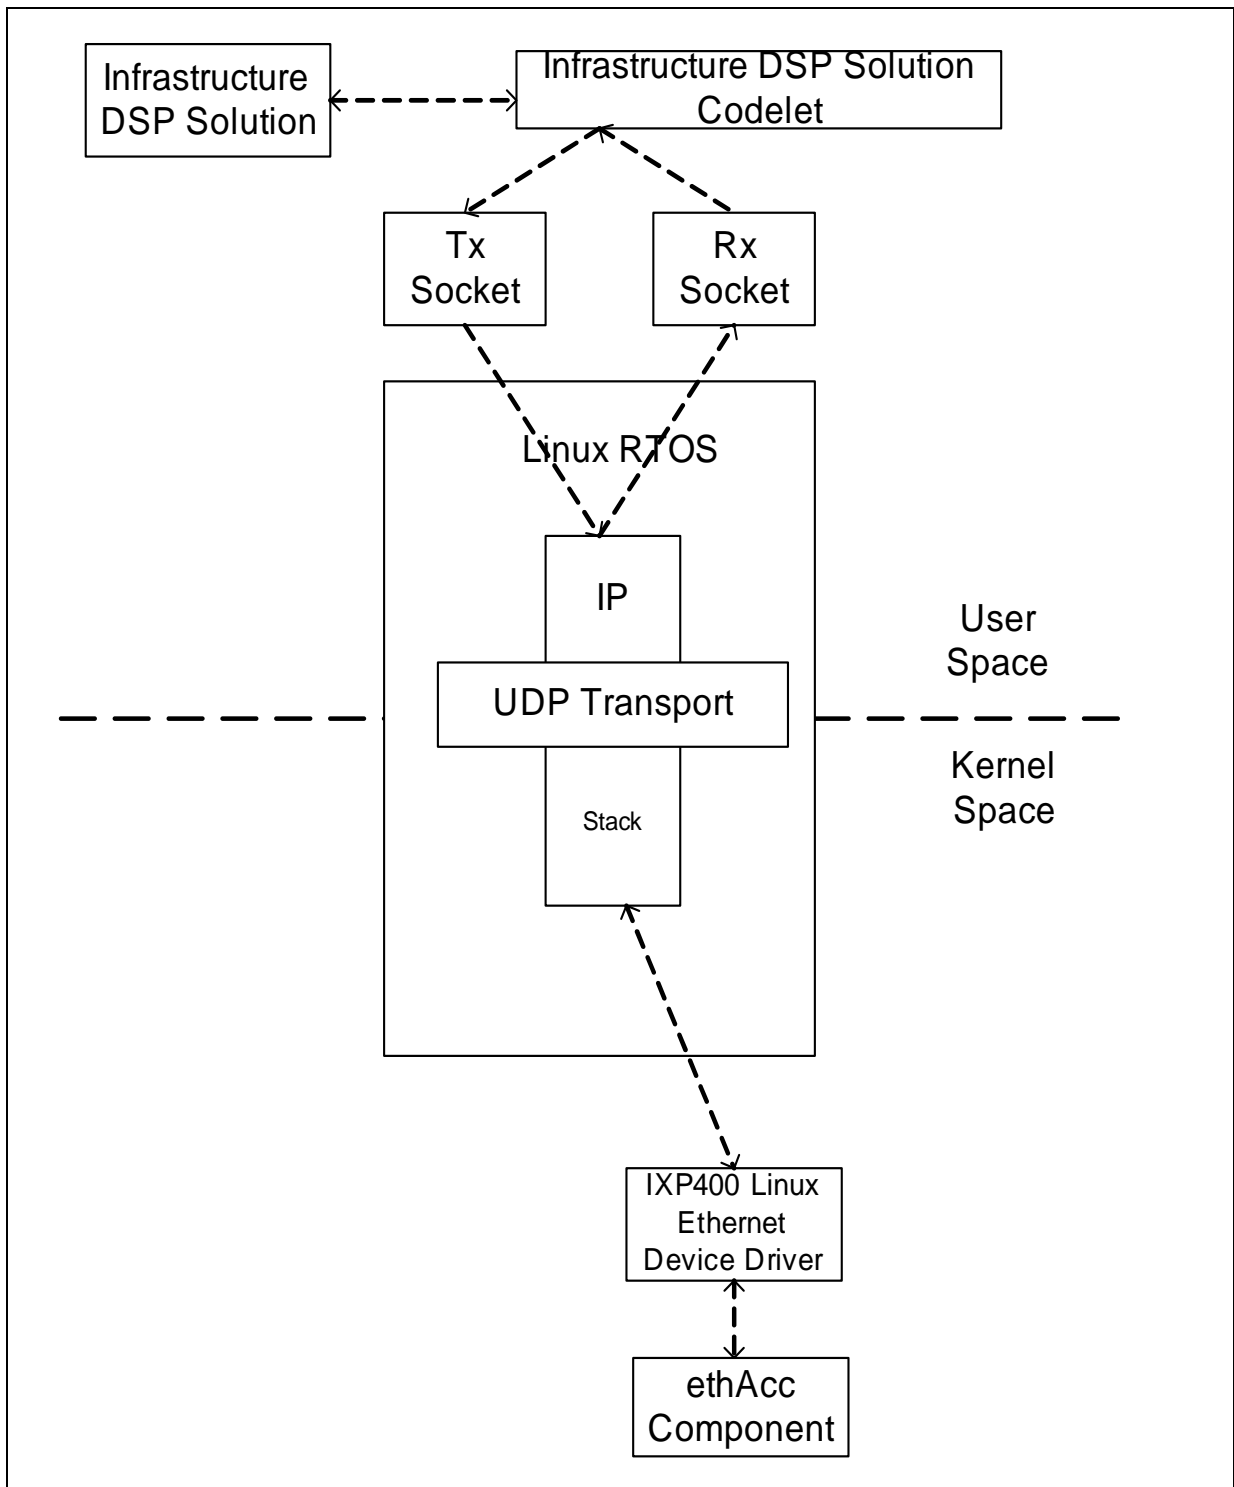 Infrastructure
DSP Solution
Infrastructure DSP Solution
Codelet
Tx
Socket
Rx
Socket
Linux RTOS
IP
User
Space
UDP Transport
Kernel
Space
Stack
IXP400 Linux
Ethernet
Device Driver
ethAcc
Component